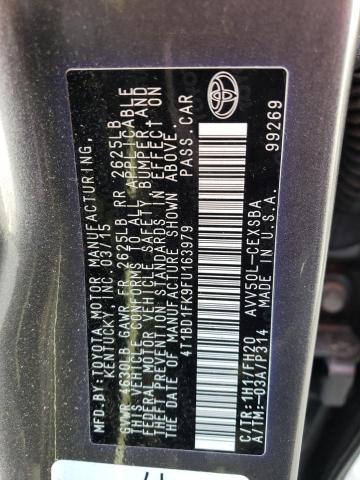 MFD.BY:TOYOTA MOTOR MANUFACTURING,
KENTUCKY, INC. 03/15
GVWR 4630LB GAWR FR 2625LB RR 2625LB
THIS VEHICLE CONFORMS TO ALL APPLICABLE
FEDERAL MOTOR VEHICLE SAFETY, BUMPER AND
THEFT PREVENTION STANDARDS IN EFFECT ON
THE DATE OF MANUFACTURE SHOWN ABOVE.
4T1BD1FK9FU163979 PASS.CAR
C/TR:1H1/FH20 AVV50L-CEXSBA
A/TM:-03A/P314 MADE IN U.S.A.
99269